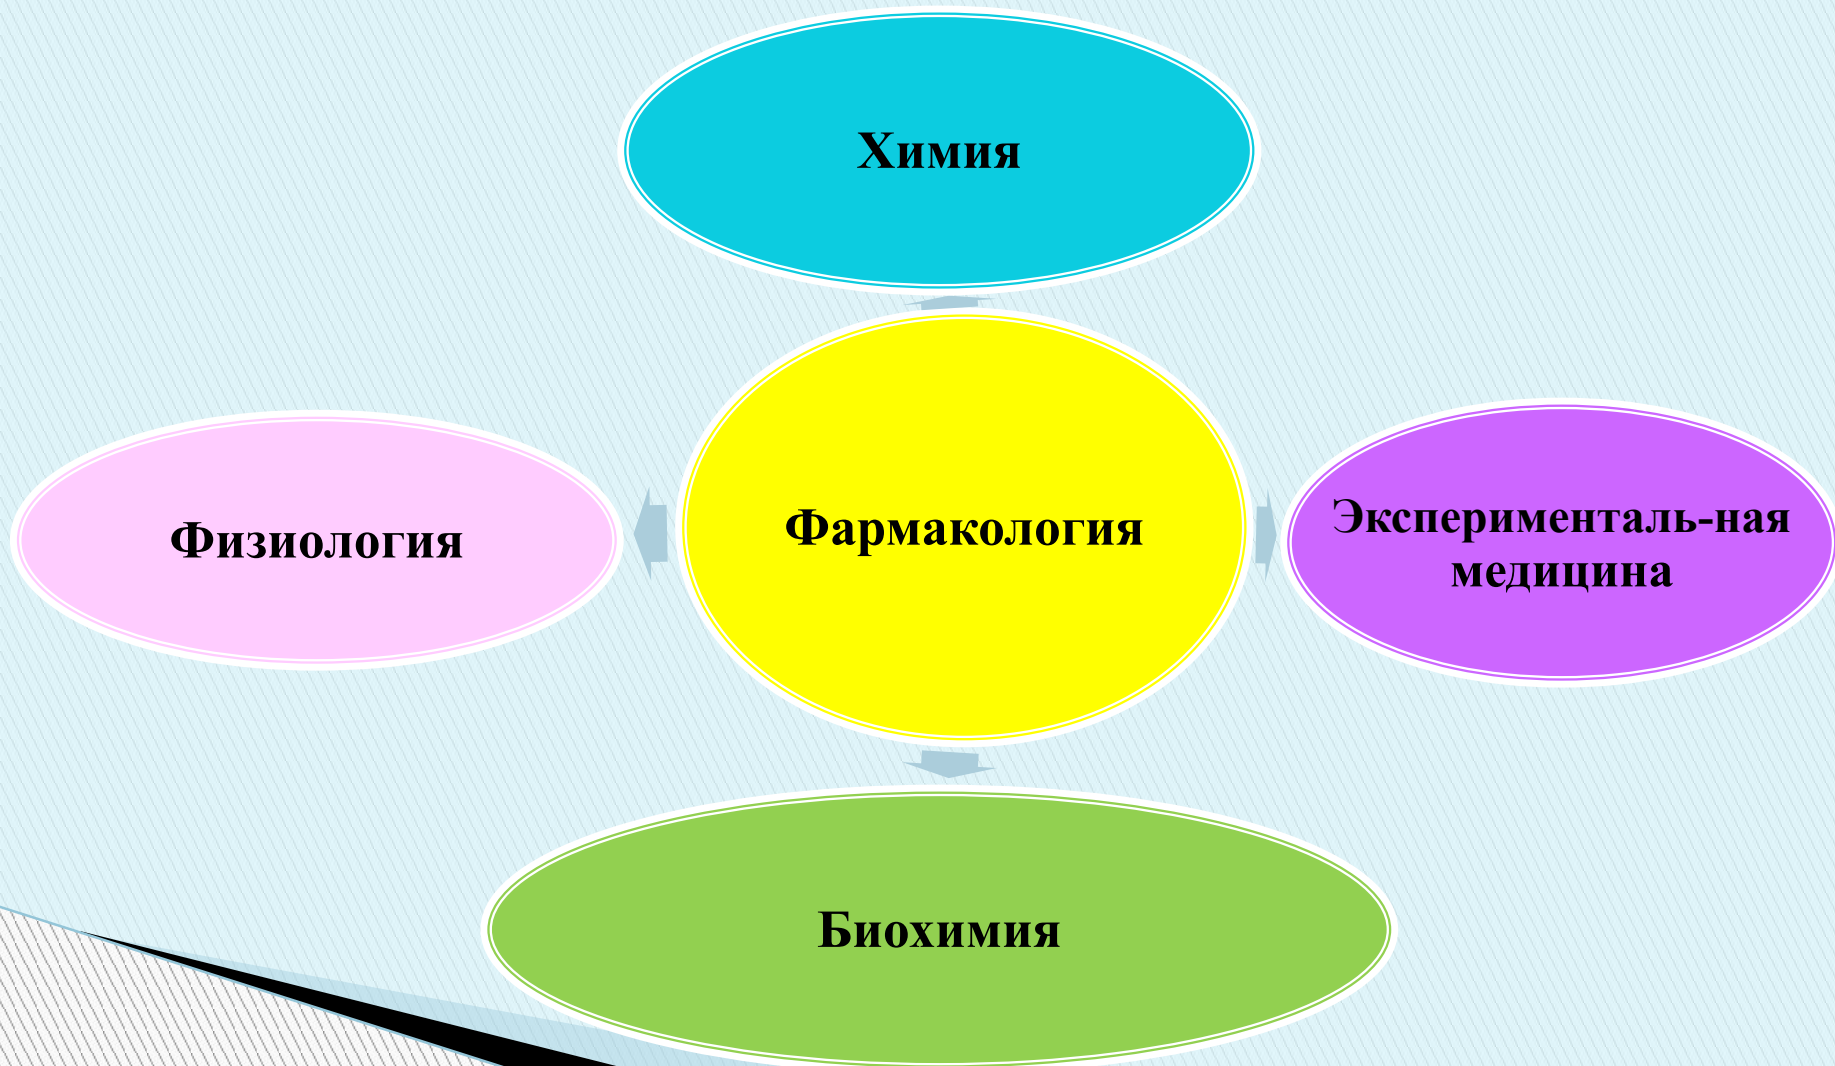 Химия
Физиология
Фармакология
Эксперименталь-ная
медицина
Биохимия